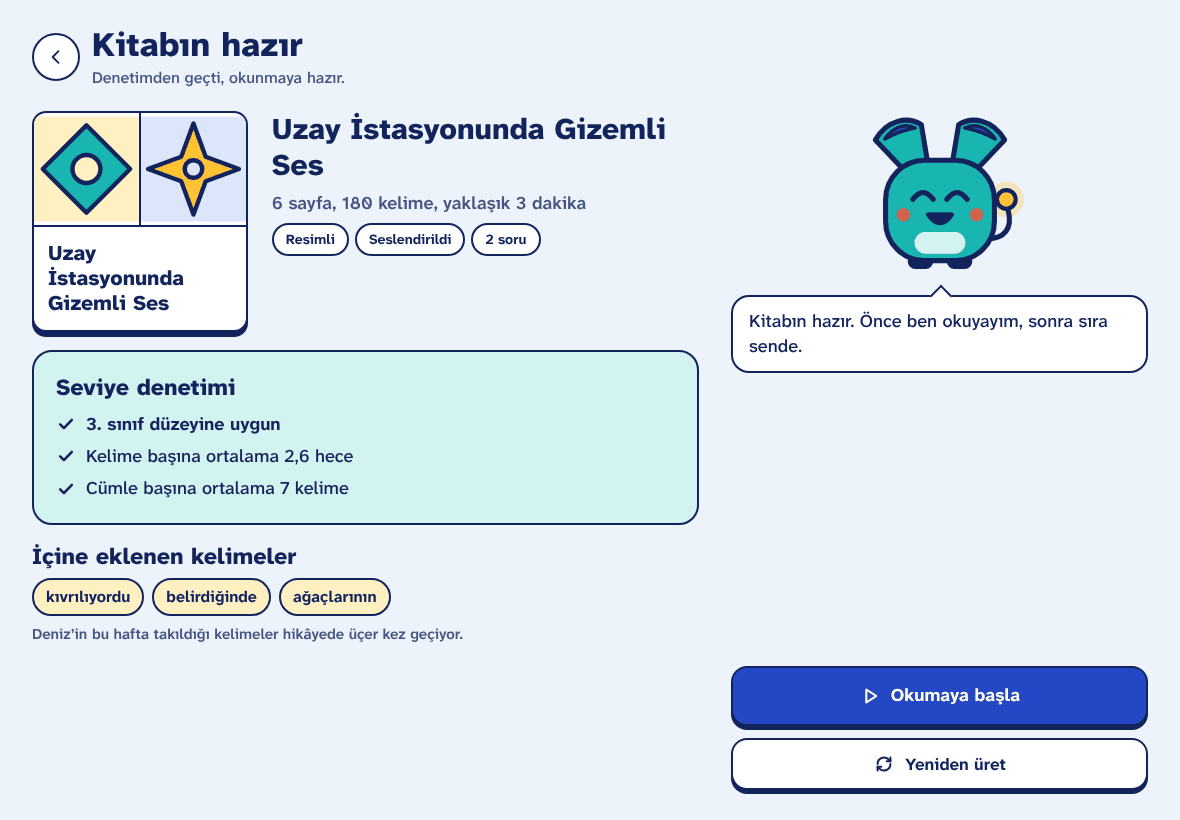 Kitabın hazır
Denetimden geçti, okunmaya hazır.
Uzay
İstasyonunda
Gizemli Ses
Uzay İstasyonunda Gizemli
Ses
6 sayfa, 180 kelime, yaklaşık 3 dakika
Resimli
Seslendirildi
2 soru
Kitabın hazır. Önce ben okuyayım, sonra sıra
sende.
Seviye denetimi
3. sınıf düzeyine uygun
Kelime başına ortalama 2,6 hece
Cümle başına ortalama 7 kelime
İçine eklenen kelimeler
kıvrılıyordu
belirdiğinde
ağaçlarının
Deniz’in bu hafta takıldığı kelimeler hikâyede üçer kez geçiyor.
Okumaya başla
Yeniden üret